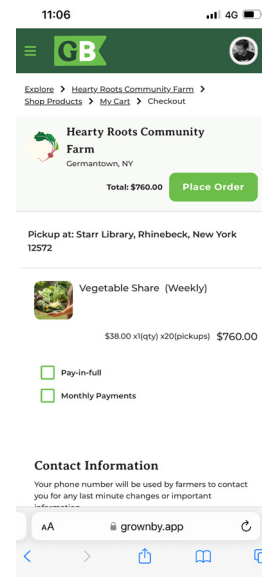 11:06
4G
GB
Explore > Hearty Roots Community Farm >
Shop Products > My Cart > Checkout
Hearty Roots Community
Farm
Germantown, NY
Total: $760.00 Place Order
Pickup at: Starr Library, Rhinebeck, New York
12572
Vegetable Share (Weekly)
$38.00 x1(qty) x20(pickups) $760.00
Pay-in-full
Monthly Payments
Contact Information
Your phone number will be used by farmers to contact
you for any last minute changes or important
information
AA grownby.app